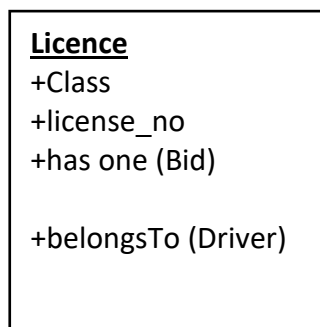 Licence
+Class
+license_no
+has one (Bid)
+belongsTo (Driver)